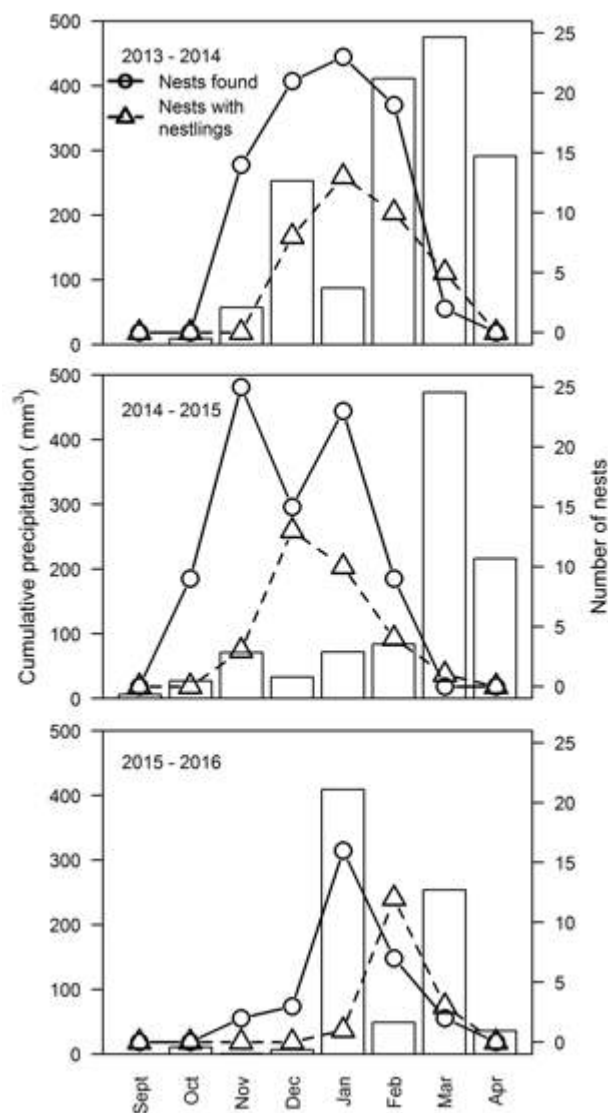 500
400
300
200
100
0
2013 - 2014
Nests found
Nests with
nestlings
25
20
15
10
5
0
500
400
300
200
100
0
2014 - 2015
25
20
15
10
5
0
500
400
300
200
100
0
2015 - 2016
25
20
15
10
5
0
Cumulative precipitation ( mm³)
Number of nests
Sept
Oct
Nov
Dec
Jan
Feb
Mar
Apr